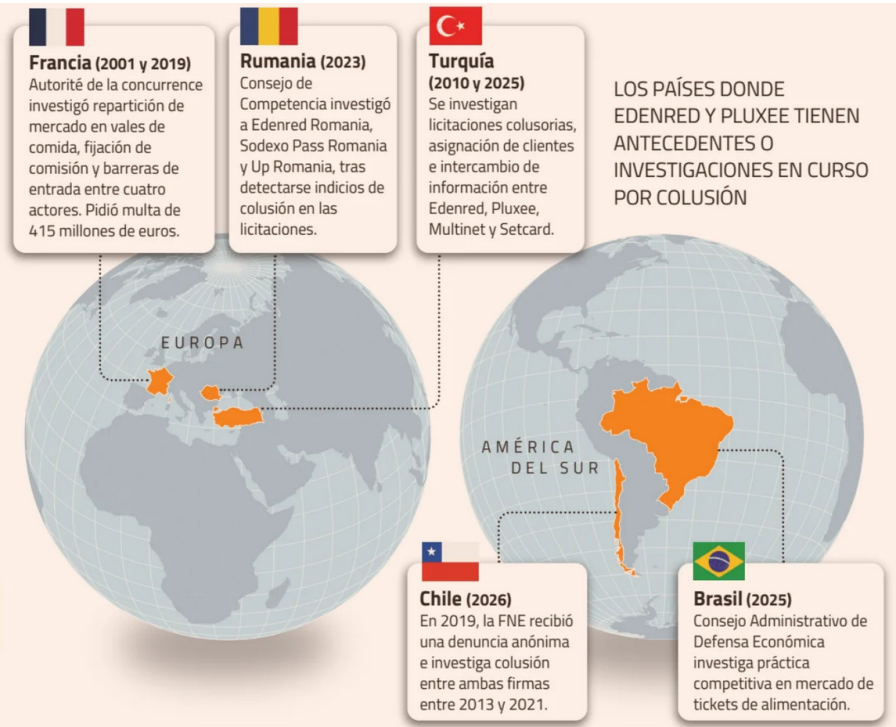 Francia (2001 y 2019)
Autorité de la concurrence
investigó repartición de
mercado en vales de
comida, fijación de
comisión y barreras de
entrada entre cuatro
actores. Pidió multa de
415 millones de euros.
Rumania (2023)
Consejo de
Competencia investigó
a Edenred Romania,
Sodexo Pass Romania
y Up Romania, tras
detectarse indicios de
colusión en las
licitaciones.
Turquía
(2010 y 2025)
Se investigan
licitaciones colusorias,
asignación de clientes
e intercambio de
información entre
Edenred, Pluxee,
Multinet y Setcard.
LOS PAÍSES DONDE
EDENRED Y PLUXEE TIENEN
ANTECEDENTES O
INVESTIGACIONES EN CURSO
POR COLUSIÓN
EUROPA
AMÉRICA
DEL SUR
Chile (2026)
En 2019, la FNE recibió
una denuncia anónima
e investiga colusión
entre ambas firmas
entre 2013 y 2021.
Brasil (2025)
Consejo Administrativo de
Defensa Económica
investiga práctica
competitiva en mercado de
tickets de alimentación.